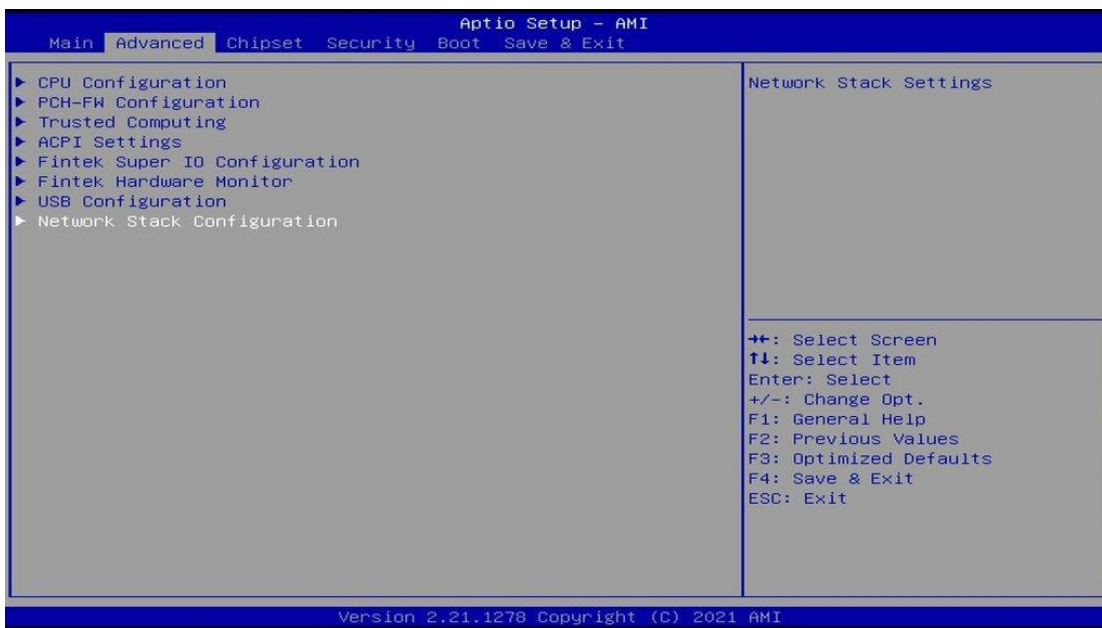 Aptio Setup – AMI
Main Advanced Chipset Security Boot Save & Exit
▶ CPU Configuration
▶ PCH-FW Configuration
▶ Trusted Computing
▶ ACPI Settings
▶ Fintek Super IO Configuration
▶ Fintek Hardware Monitor
▶ USB Configuration
▶ Network Stack Configuration
Network Stack Settings
→←: Select Screen
↑↓: Select Item
Enter: Select
+/-: Change Opt.
F1: General Help
F2: Previous Values
F3: Optimized Defaults
F4: Save & Exit
ESC: Exit
Version 2.21.1278 Copyright (C) 2021 AMI